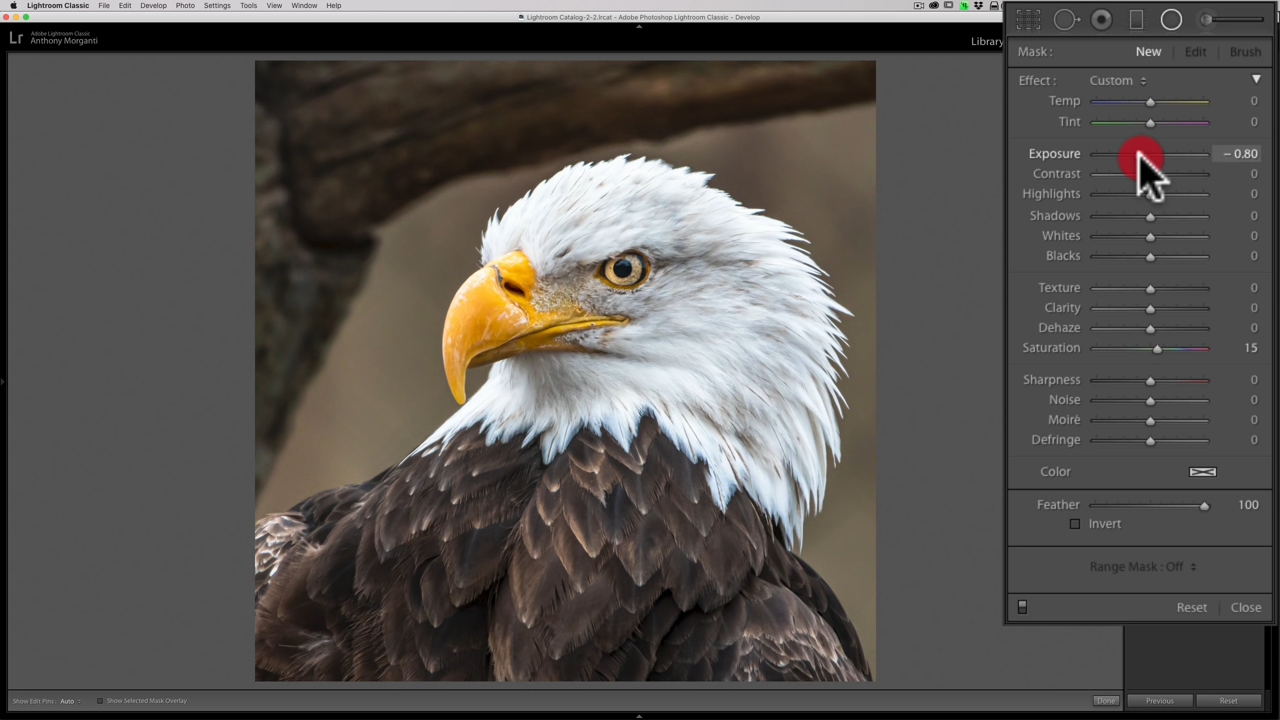 Lightroom Classic File Edit Develop Photo Settings Tools View Window Help
Lightroom Catalog-2-2.lrcat - Adobe Photoshop Lightroom Classic - Develop
Lr Adobe Lightroom Classic
Anthony Morganti
Library
Mask : New Edit Brush
Effect : Custom
Temp 0
Tint 0
Exposure – 0.80
Contrast 0
Highlights 0
Shadows 0
Whites 0
Blacks 0
Texture 0
Clarity 0
Dehaze 0
Saturation 15
Sharpness 0
Noise 0
Moiré 0
Defringe 0
Color
Feather 100
Invert
Range Mask : Off
Reset Close
Show Edit Pins : Auto Show Selected Mask Overlay Done Previous Reset